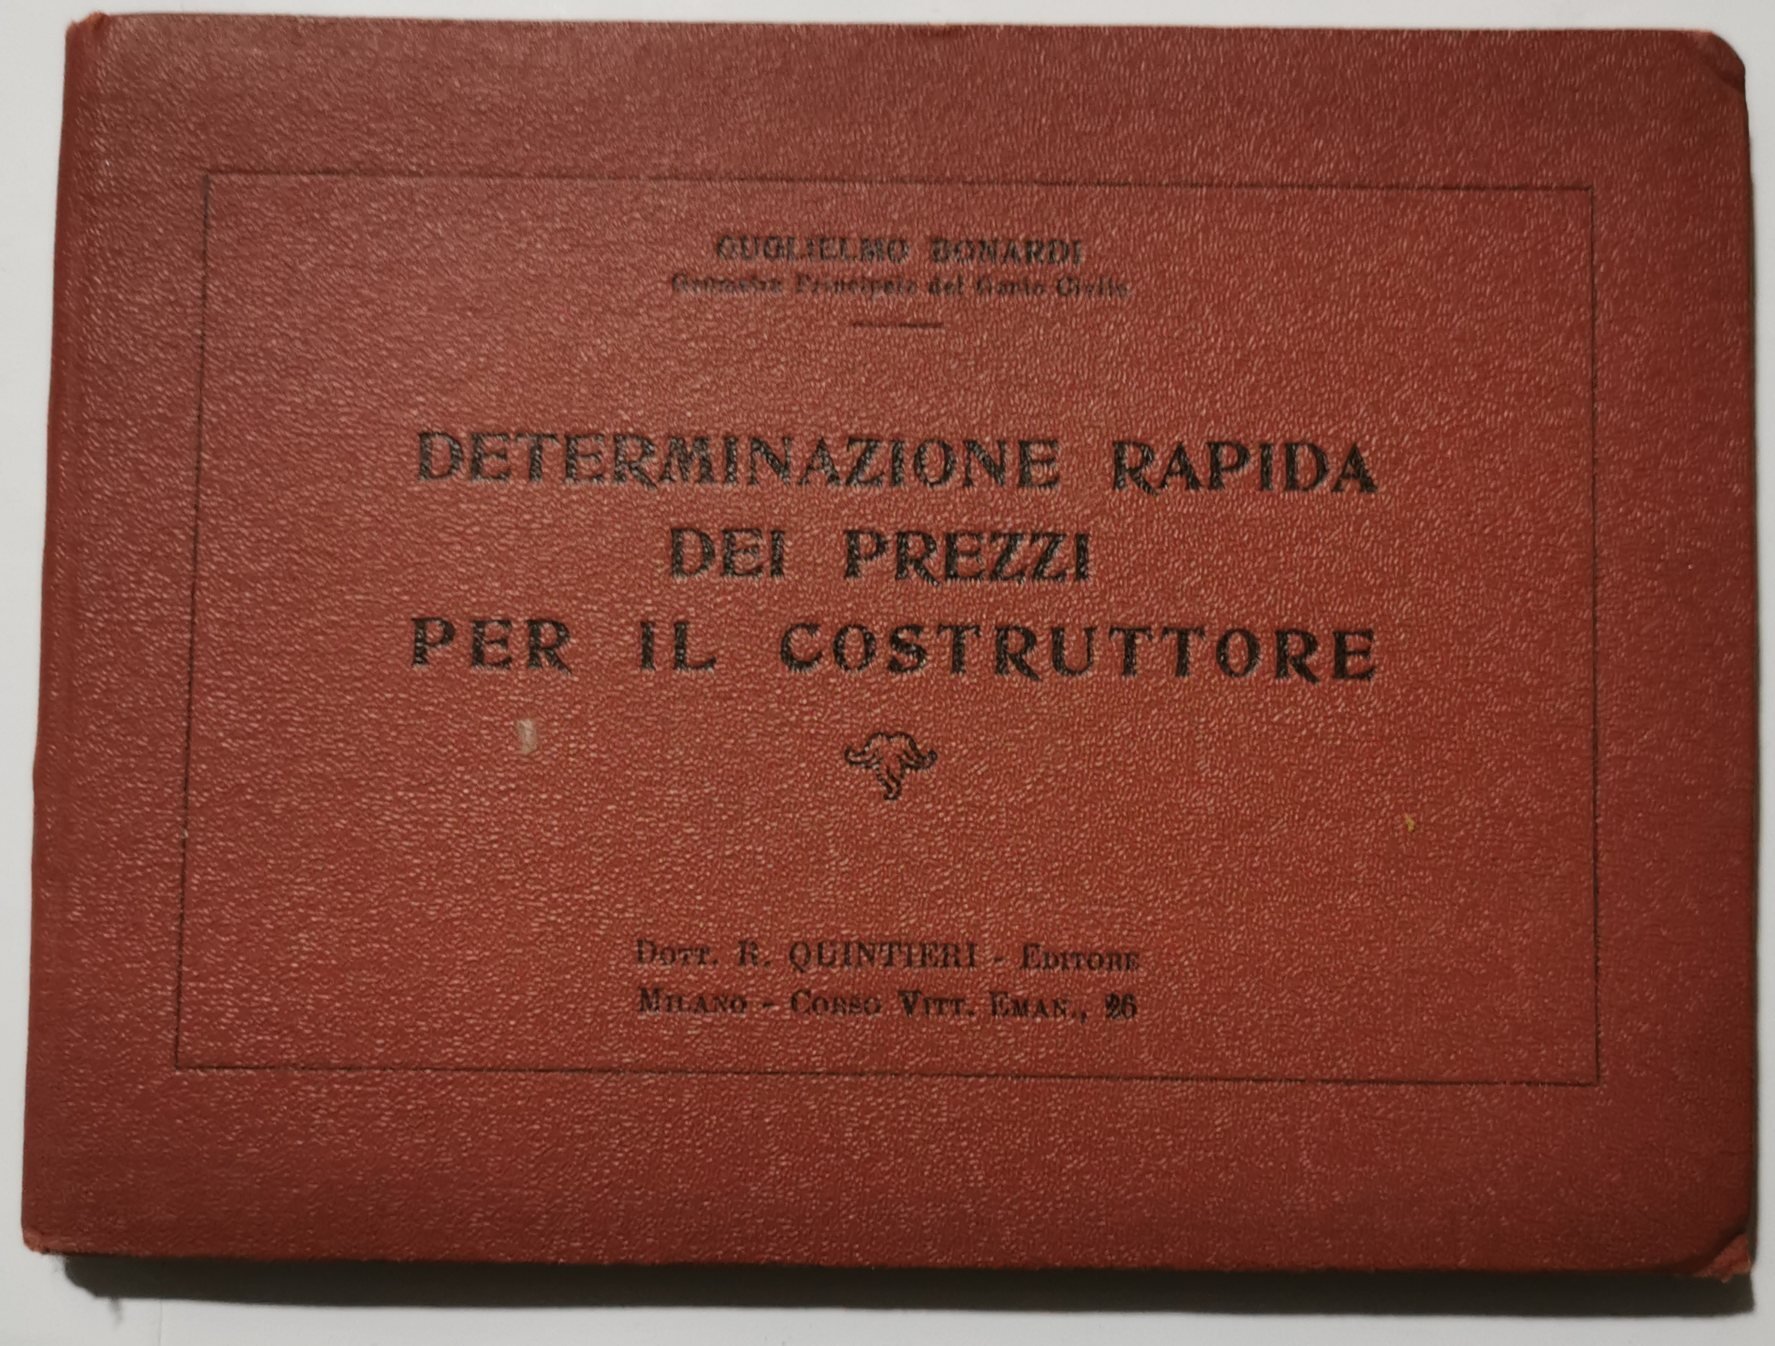 GUGLIELMO BONARDI
Geometra Principale del Genio Civile
DETERMINAZIONE RAPIDA
DEI PREZZI
PER IL COSTRUTTORE
DOTT. R. QUINTIERI - EDITORE
MILANO - CORSO VITT. EMAN., 26